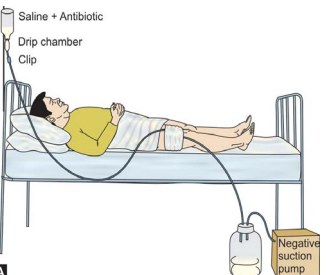 Saline + Antibiotic
Drip chamber
Clip
Negative
suction
pump
A